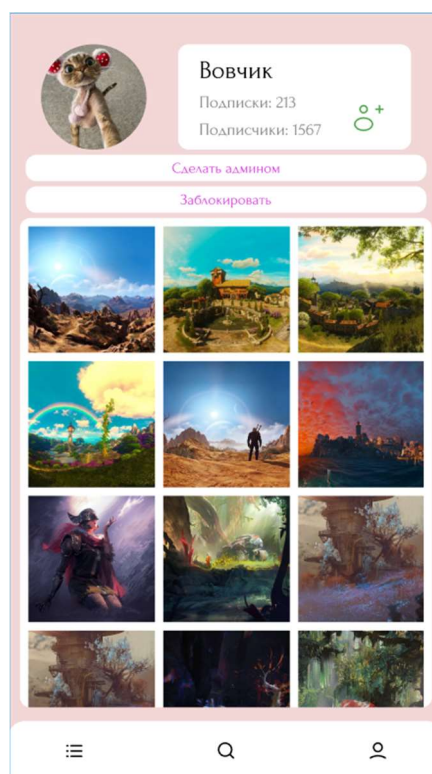 Вовчик
Подписки: 213
Подписчики: 1567
Сделать админом
Заблокировать